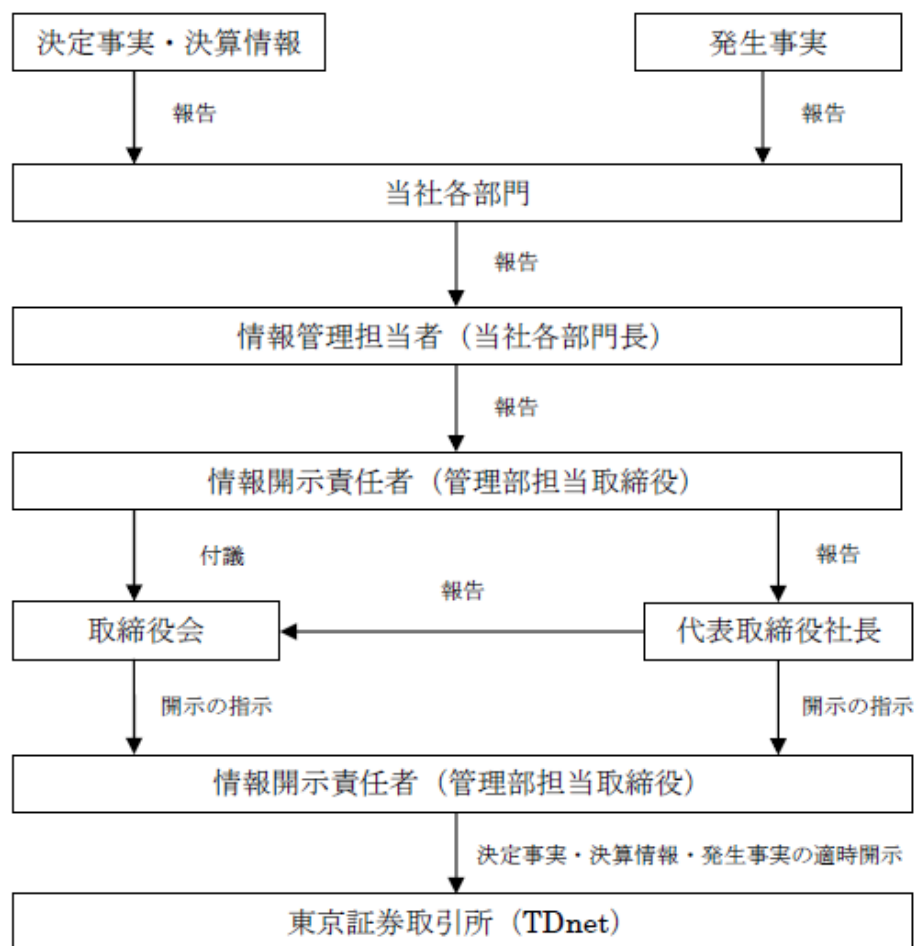 決定事実・決算情報
発生事実
報告
報告
当社各部門
報告
情報管理担当者（当社各部門長）
報告
情報開示責任者（管理部担当取締役）
付議
報告
報告
取締役会
代表取締役社長
開示の指示
開示の指示
情報開示責任者（管理部担当取締役）
決定事実・決算情報・発生事実の適時開示
東京証券取引所（TDnet）